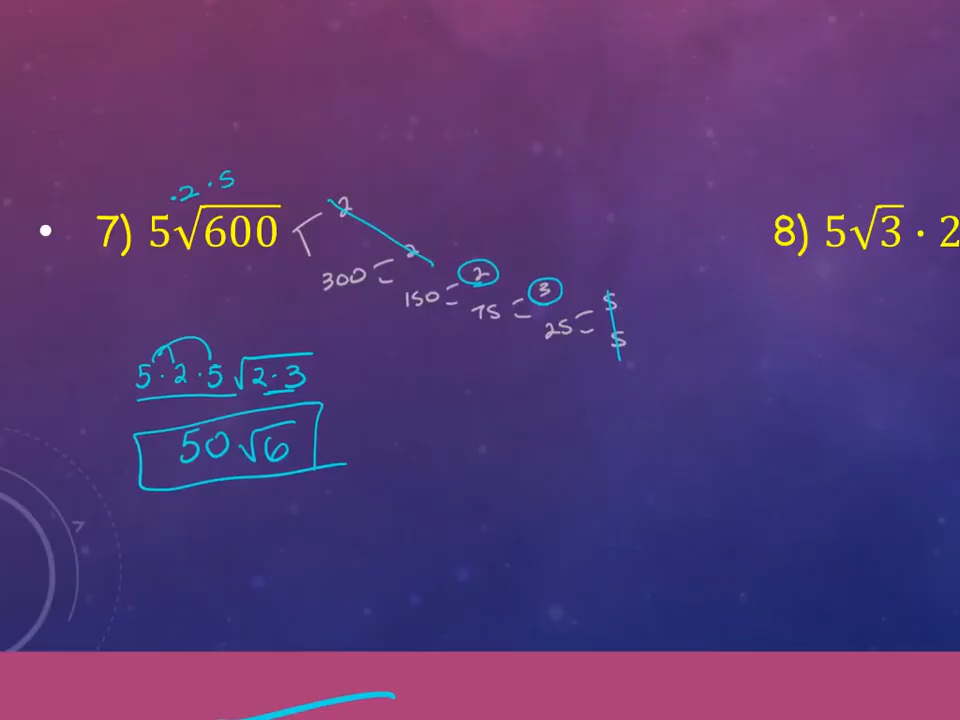 · 2 · 5
• 7) 5√600
2
300
2
150
2
75
3
25
5
5
8) 5√3 · 2
5 · 2 · 5 √2 · 3
50√6